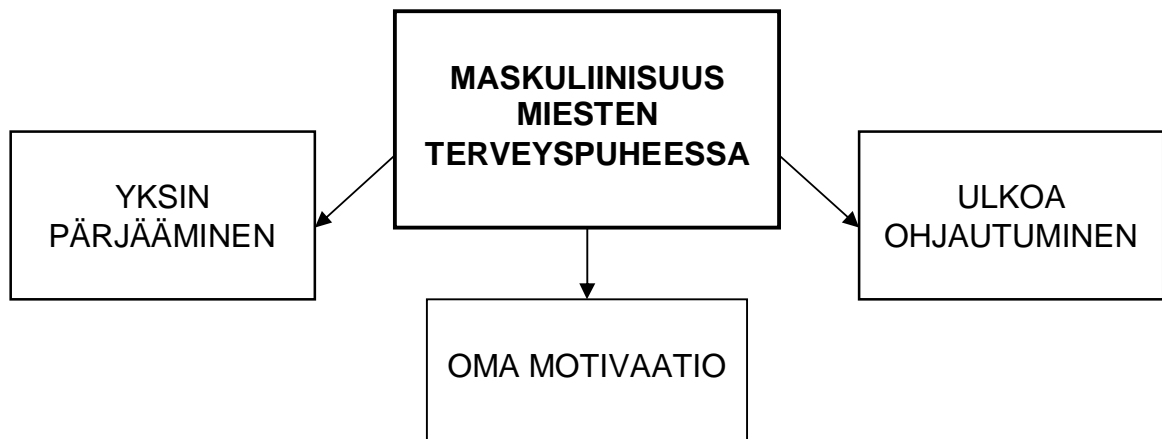 MASKULIINISUUS
MIESTEN
TERVEYSPUHEESSA
YKSIN
PÄRJÄÄMINEN
ULKOA
OHJAUTUMINEN
OMA MOTIVAATIO